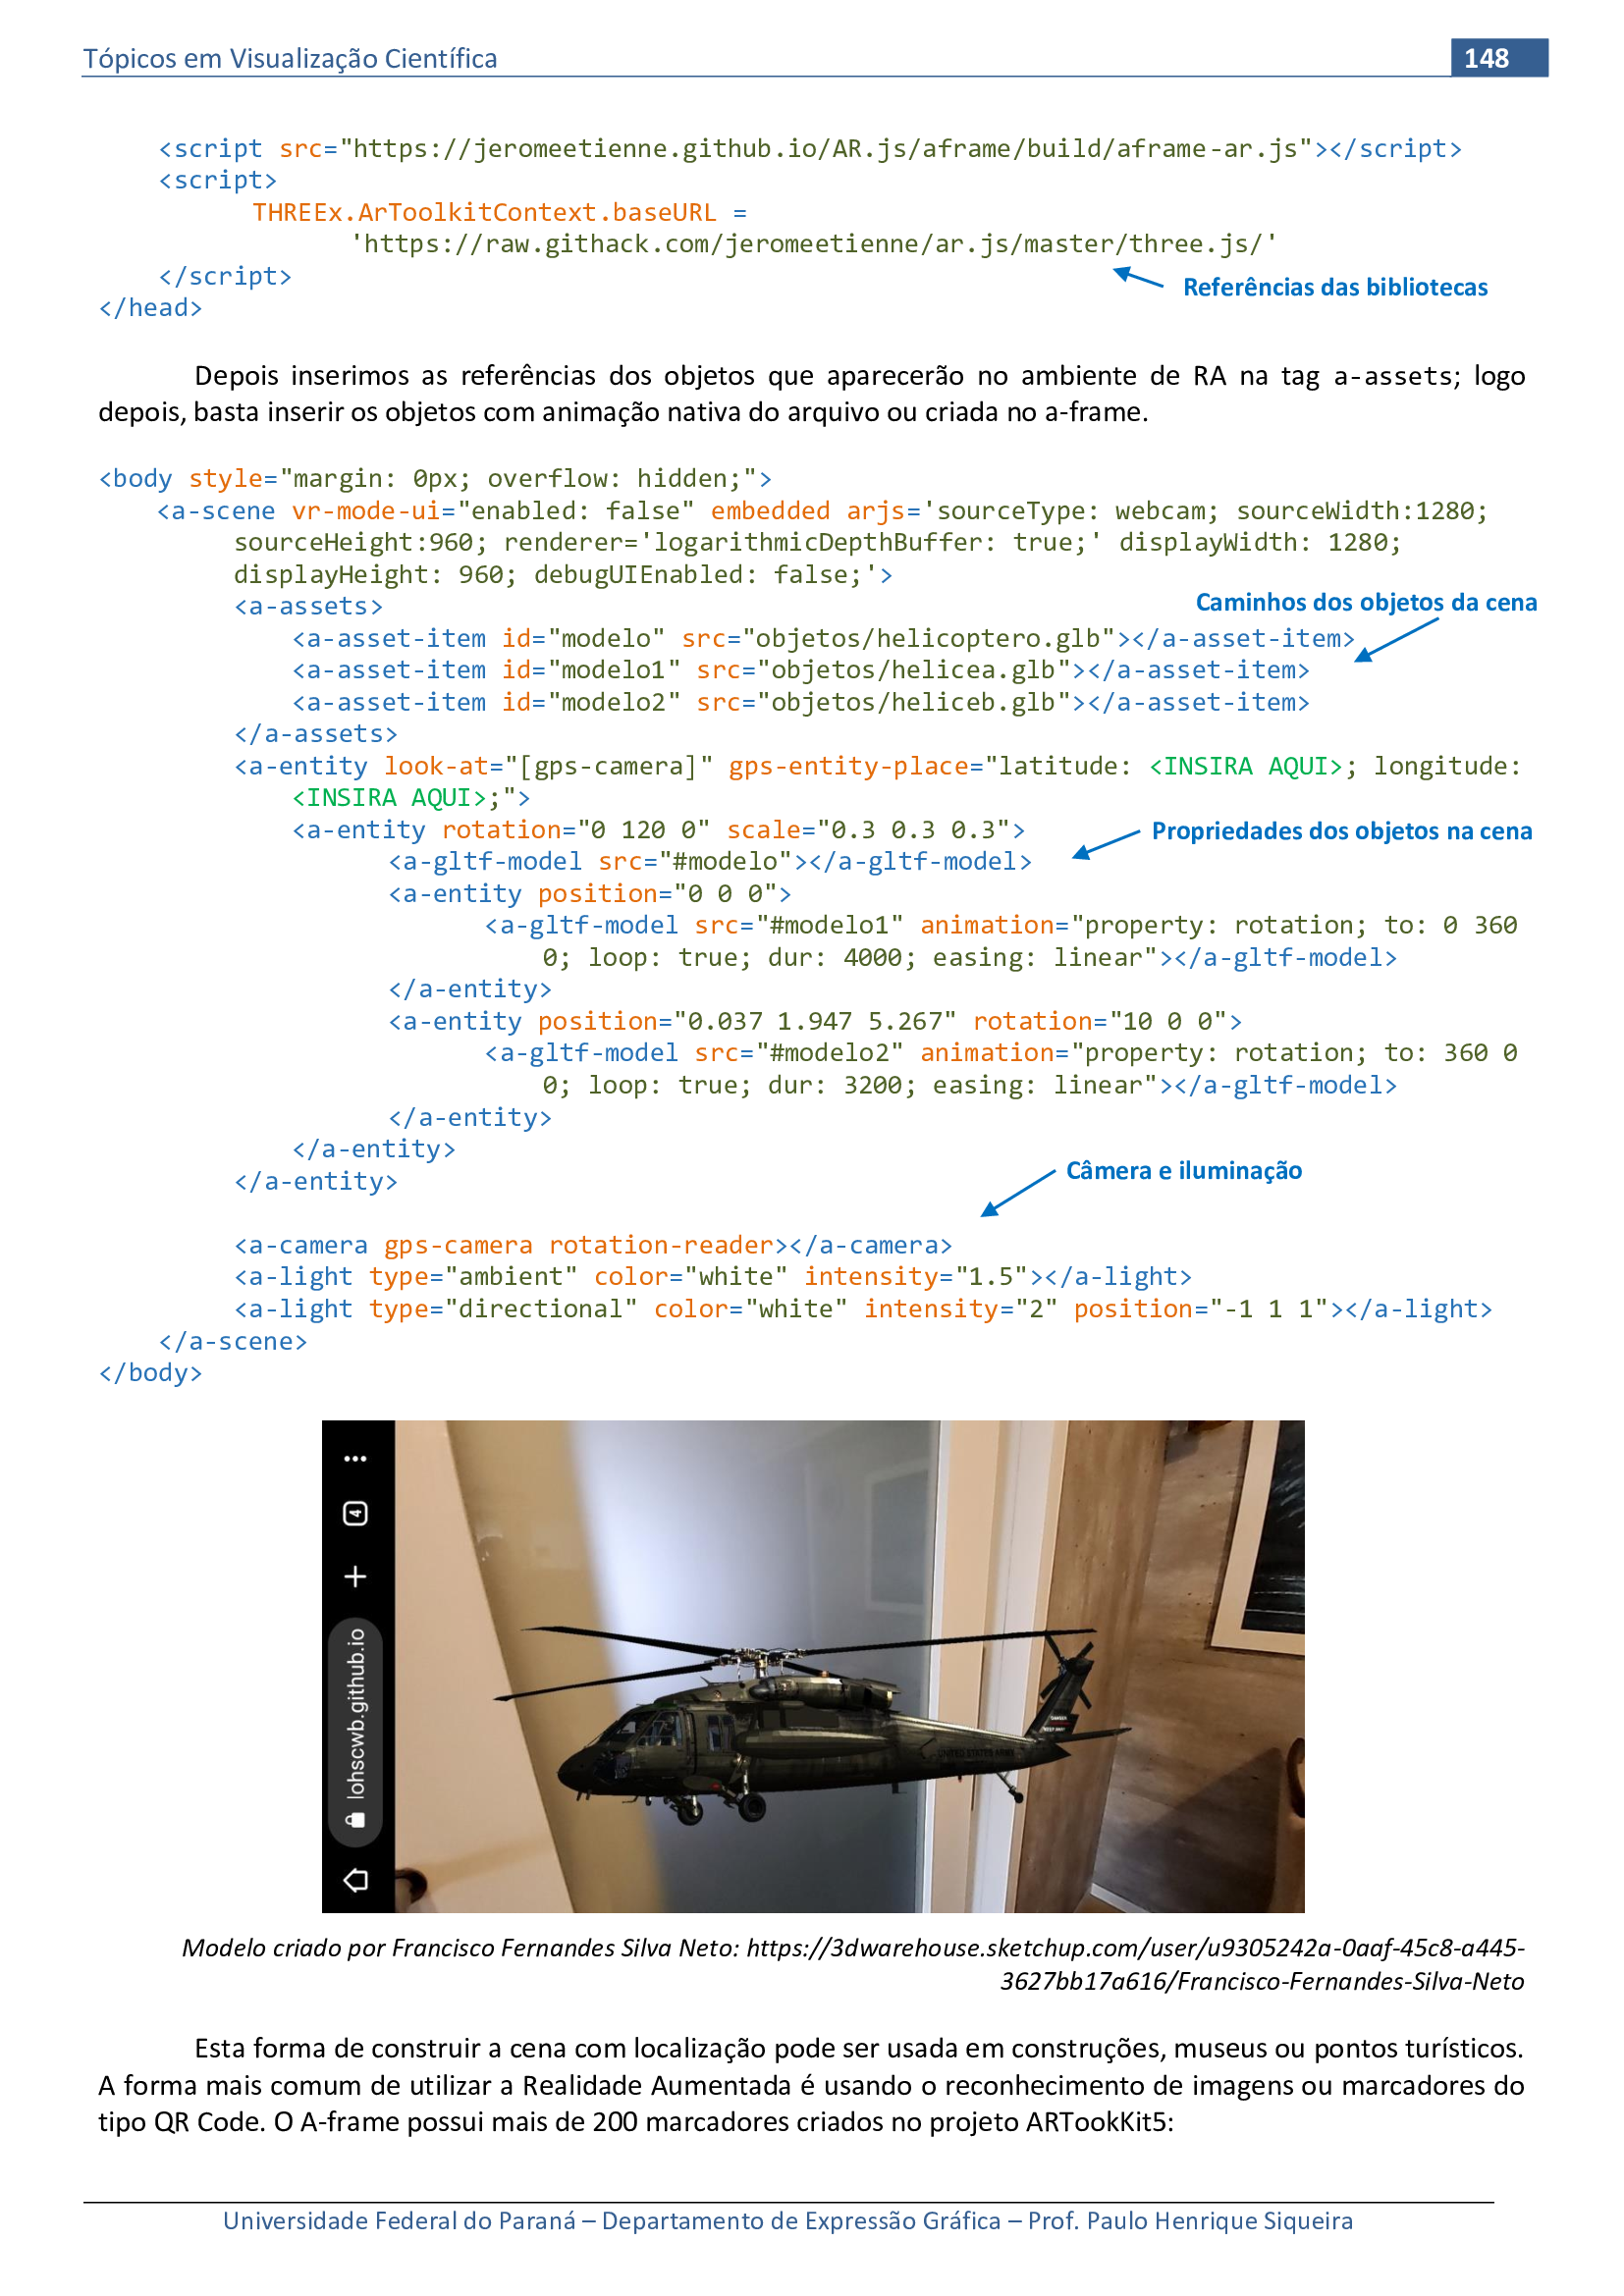 Tópicos em Visualização Científica 148
<script src="https://jeromeetienne.github.io/AR.js/aframe/build/aframe-ar.js"></script>
<script>
THREEx.ArToolkitContext.baseURL =
'https://raw.githack.com/jeromeetienne/ar.js/master/three.js/'
</script>
Referências das bibliotecas
</head>
Depois inserimos as referências dos objetos que aparecerão no ambiente de RA na tag a-assets; logo
depois, basta inserir os objetos com animação nativa do arquivo ou criada no a-frame.
<body style="margin: 0px; overflow: hidden;">
<a-scene vr-mode-ui="enabled: false" embedded arjs='sourceType: webcam; sourceWidth:1280;
sourceHeight:960; renderer='logarithmicDepthBuffer: true;' displayWidth: 1280;
displayHeight: 960; debugUIEnabled: false;'>
<a-assets>
Caminhos dos objetos da cena
<a-asset-item id="modelo" src="objetos/helicoptero.glb"></a-asset-item>
<a-asset-item id="modelo1" src="objetos/helicea.glb"></a-asset-item>
<a-asset-item id="modelo2" src="objetos/heliceb.glb"></a-asset-item>
</a-assets>
<a-entity look-at="[gps-camera]" gps-entity-place="latitude: <INSIRA AQUI>; longitude:
<INSIRA AQUI>;">
<a-entity rotation="0 120 0" scale="0.3 0.3 0.3">
Propriedades dos objetos na cena
<a-gltf-model src="#modelo"></a-gltf-model>
<a-entity position="0 0 0">
<a-gltf-model src="#modelo1" animation="property: rotation; to: 0 360
0; loop: true; dur: 4000; easing: linear"></a-gltf-model>
</a-entity>
<a-entity position="0.037 1.947 5.267" rotation="10 0 0">
<a-gltf-model src="#modelo2" animation="property: rotation; to: 360 0
0; loop: true; dur: 3200; easing: linear"></a-gltf-model>
</a-entity>
</a-entity>
</a-entity>
Câmera e iluminação
<a-camera gps-camera rotation-reader></a-camera>
<a-light type="ambient" color="white" intensity="1.5"></a-light>
<a-light type="directional" color="white" intensity="2" position="-1 1 1"></a-light>
</a-scene>
</body>
4
lohscwb.github.io
UNITED STATES ARMY
Modelo criado por Francisco Fernandes Silva Neto: https://3dwarehouse.sketchup.com/user/u9305242a-0aaf-45c8-a445-
3627bb17a616/Francisco-Fernandes-Silva-Neto
Esta forma de construir a cena com localização pode ser usada em construções, museus ou pontos turísticos.
A forma mais comum de utilizar a Realidade Aumentada é usando o reconhecimento de imagens ou marcadores do
tipo QR Code. O A-frame possui mais de 200 marcadores criados no projeto ARTookKit5:
Universidade Federal do Paraná – Departamento de Expressão Gráfica – Prof. Paulo Henrique Siqueira